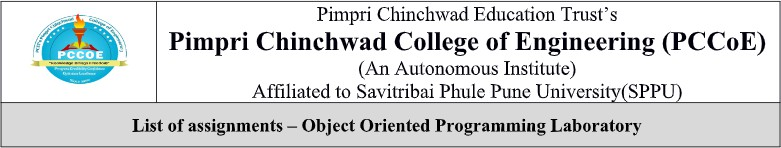 PCCOE
Pimpri Chinchwad Education Trust’s
Pimpri Chinchwad College of Engineering (PCCoE)
(An Autonomous Institute)
Affiliated to Savitribai Phule Pune University(SPPU)
List of assignments – Object Oriented Programming Laboratory